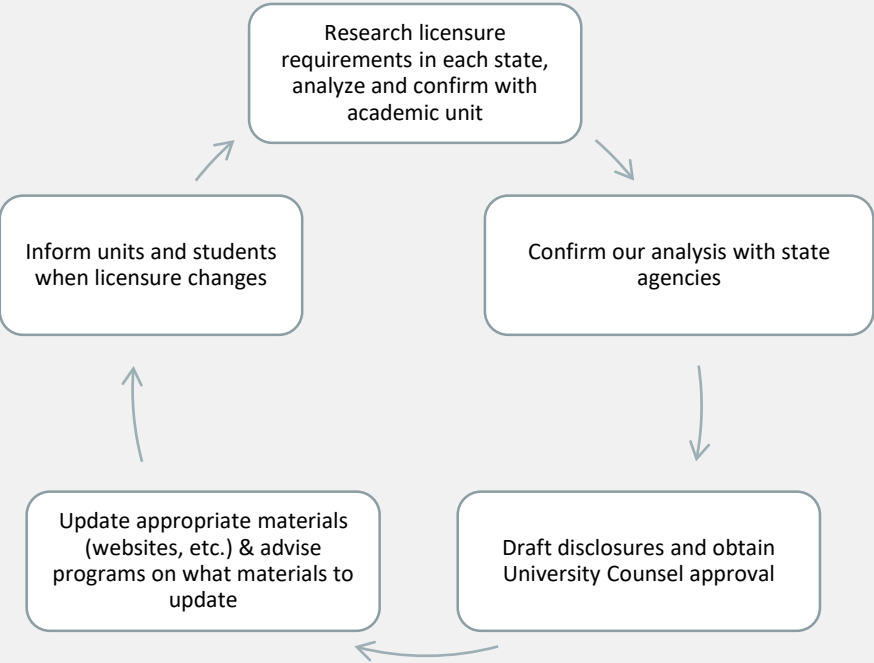 Research licensure
requirements in each state,
analyze and confirm with
academic unit
Confirm our analysis with state
agencies
Draft disclosures and obtain
University Counsel approval
Update appropriate materials
(websites, etc.) & advise
programs on what materials to
update
Inform units and students
when licensure changes